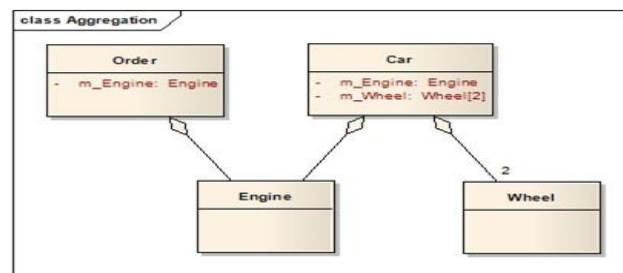 class Aggregation
Order
- m_Engine: Engine
Car
- m_Engine: Engine
- m_Wheel: Wheel[2]
2
Engine
Wheel